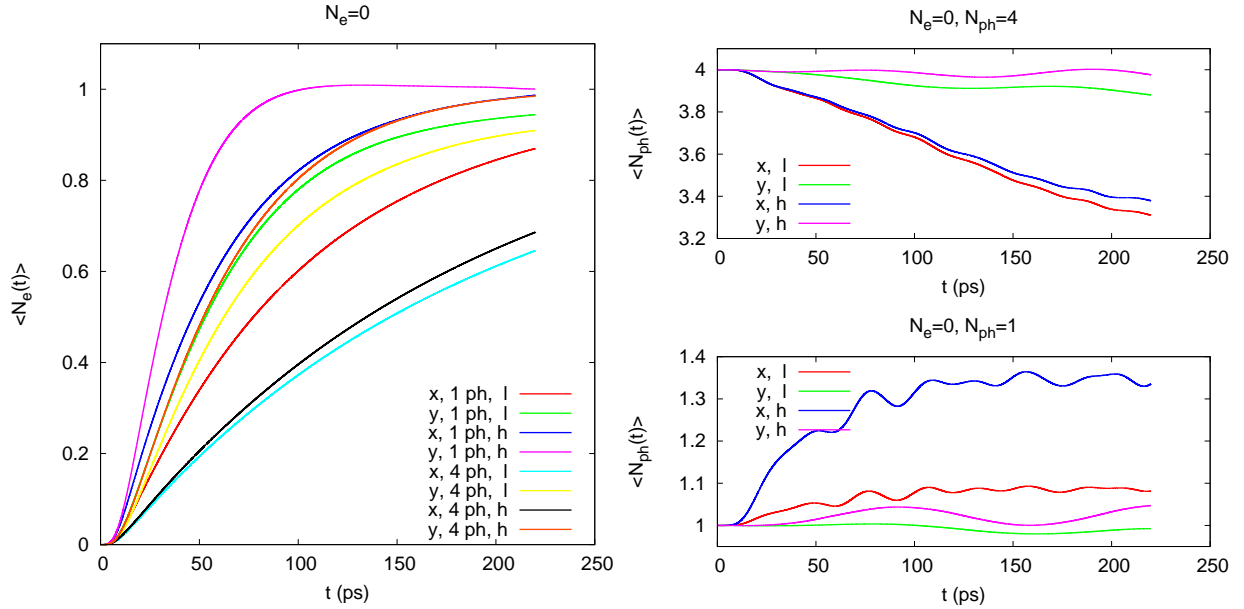 N_e=0
<N_e(t)>
1
0.8
0.6
0.4
0.2
0
0 50 100 150 200 250
t (ps)
x, 1 ph, l
y, 1 ph, l
x, 1 ph, h
y, 1 ph, h
x, 4 ph, l
y, 4 ph, l
x, 4 ph, h
y, 4 ph, h
N_e=0, N_ph=4
<N_ph(t)>
4
3.8
3.6
3.4
3.2
0 50 100 150 200 250
t (ps)
x, l
y, l
x, h
y, h
N_e=0, N_ph=1
<N_ph(t)>
1.4
1.3
1.2
1.1
1
0 50 100 150 200 250
t (ps)
x, l
y, l
x, h
y, h